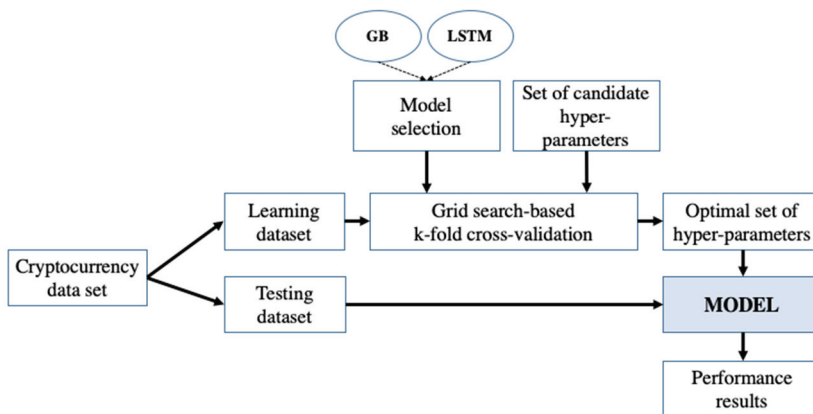 GB
LSTM
Model
selection
Set of candidate
hyper-
parameters
Learning
dataset
Grid search-based
k-fold cross-validation
Optimal set of
hyper-parameters
Cryptocurrency
data set
Testing
dataset
MODEL
Performance
results